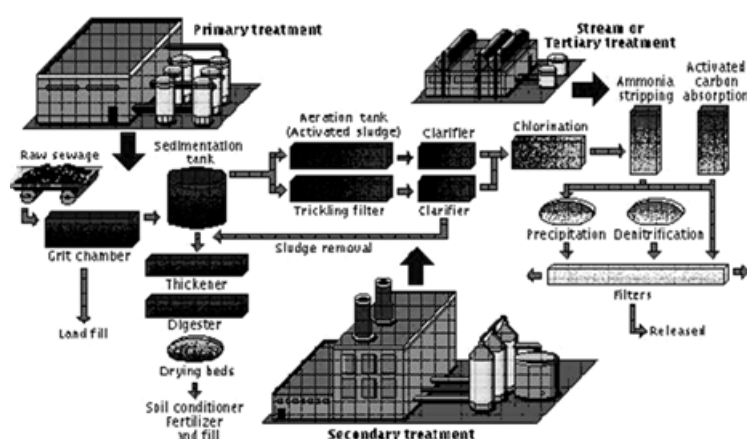 Primary treatment
Stream or
Tertiary treatment
Ammonia
stripping
Activated
carbon
absorption
Raw sewage
Sedimentation
tank
Aeration tank
(Activated sludge)
Clarifier
Chlorination
Trickling filter
Clarifier
Grit chamber
Sludge removal
Precipitation
Denitrification
Thickener
Filters
Land fill
Digester
Released
Drying beds
Soil conditioner
Fertilizer
and fill
Secondary treatment